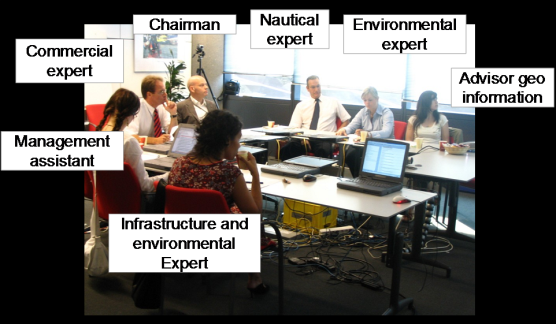 Chairman
Nautical
expert
Environmental
expert
Commercial
expert
Advisor geo
information
Management
assistant
Infrastructure and
environmental
Expert